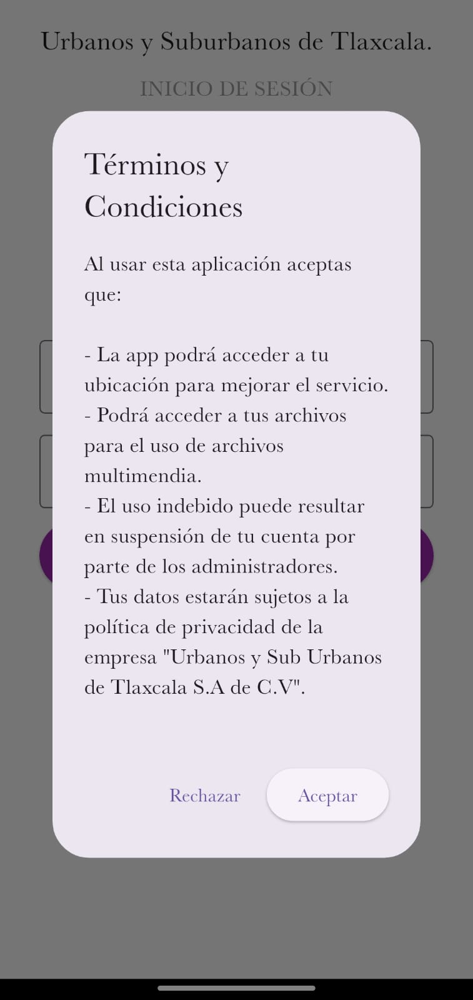 Urbanos y Suburbanos de Tlaxcala.
INICIO DE SESIÓN
Términos y
Condiciones
Al usar esta aplicación aceptas
que:
- La app podrá acceder a tu
ubicación para mejorar el servicio.
- Podrá acceder a tus archivos
para el uso de archivos
multimendia.
- El uso indebido puede resultar
en suspensión de tu cuenta por
parte de los administradores.
- Tus datos estarán sujetos a la
política de privacidad de la
empresa "Urbanos y Sub Urbanos
de Tlaxcala S.A de C.V".
Rechazar
Aceptar